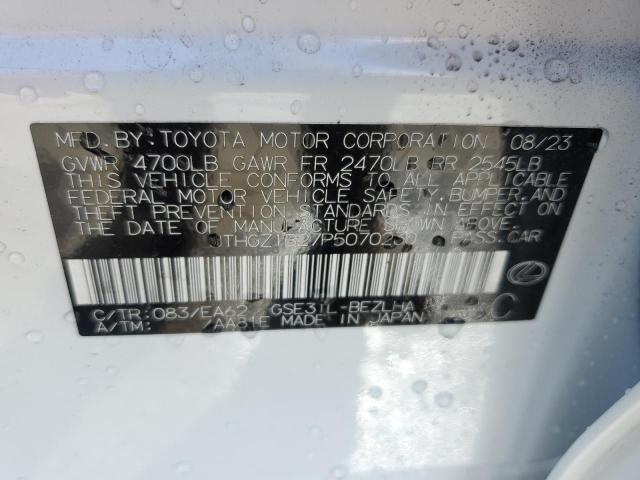 MFD.BY:TOYOTA MOTOR CORPORATION 08/23
GVWR 4700LB GAWR FR 2470LB RR 2545LB
THIS VEHICLE CONFORMS TO ALL APPLICABLE
FEDERAL MOTOR VEHICLE SAFETY,BUMPER,AND
THEFT PREVENTION STANDARDS IN EFFECT ON
THE DATE OF MANUFACTURE SHOWN ABOVE.
PASS.CAR
C/TR:083/EA62 GSE31L-BEZLHA
A/TM: /AA81E MADE IN JAPAN
C